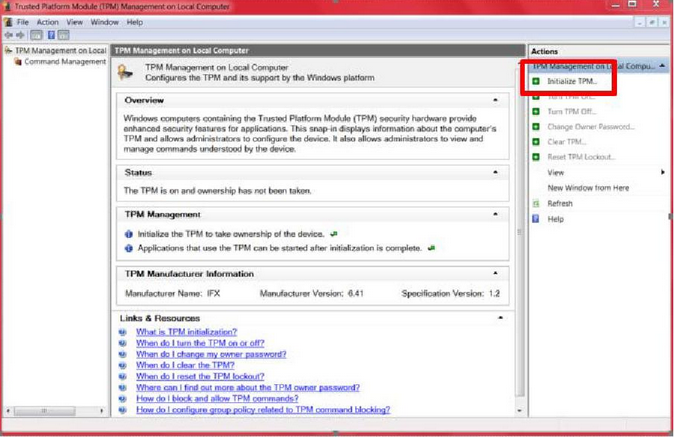 Trusted Platform Module (TPM) Management on Local Computer
File Action View Window Help
TPM Management on Local
Command Management
TPM Management on Local Computer
TPM Management on Local Computer
Configures the TPM and its support by the Windows platform
Overview
Windows computers containing the Trusted Platform Module (TPM) security hardware provide
enhanced security features for applications. This snap-in displays information about the computer's
TPM and allows administrators to configure the device. It also allows administrators to view and
manage commands understood by the device.
Status
The TPM is on and ownership has not been taken.
TPM Management
Initialize the TPM to take ownership of the device.
Applications that use the TPM can be started after initialization is complete.
TPM Manufacturer Information
Manufacturer Name: IFX Manufacturer Version: 6.41 Specification Version: 1.2
Links & Resources
What is TPM initialization?
When do I turn the TPM on or off?
When do I change my owner password?
When do I clear the TPM?
When do I reset the TPM lockout?
Where can I find out more about the TPM owner password?
How do I block and allow TPM commands?
How do I configure group policy related to TPM command blocking?
Actions
TPM Management on Local Compu...
Initialize TPM...
Turn TPM On...
Turn TPM Off...
Change Owner Password...
Clear TPM...
Reset TPM Lockout...
View
New Window from Here
Refresh
Help